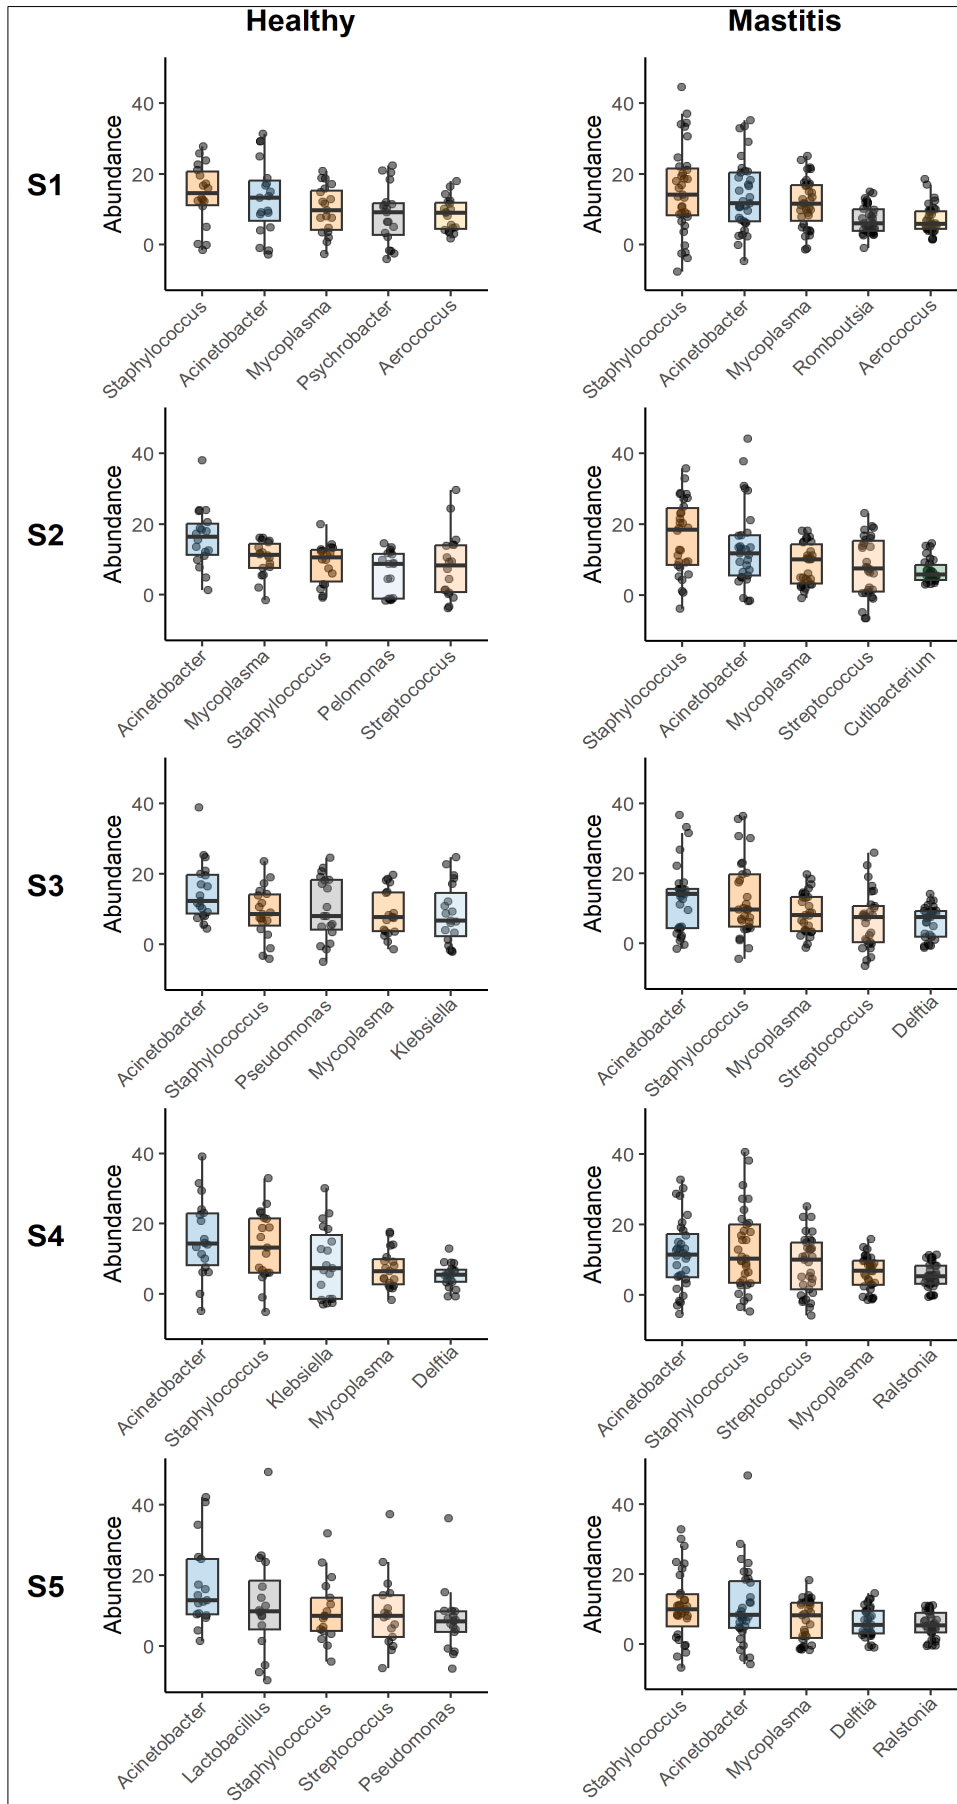 Healthy Mastitis
S1
Abundance
40
20
0
Staphylococcus
Acinetobacter
Mycoplasma
Psychrobacter
Aerococcus
Abundance
40
20
0
Staphylococcus
Acinetobacter
Mycoplasma
Romboutsia
Aerococcus
S2
Abundance
40
20
0
Acinetobacter
Mycoplasma
Staphylococcus
Pelomonas
Streptococcus
Abundance
40
20
0
Staphylococcus
Acinetobacter
Mycoplasma
Streptococcus
Cutibacterium
S3
Abundance
40
20
0
Acinetobacter
Staphylococcus
Pseudomonas
Mycoplasma
Klebsiella
Abundance
40
20
0
Acinetobacter
Staphylococcus
Mycoplasma
Streptococcus
Delftia
S4
Abundance
40
20
0
Acinetobacter
Staphylococcus
Klebsiella
Mycoplasma
Delftia
Abundance
40
20
0
Acinetobacter
Staphylococcus
Streptococcus
Mycoplasma
Ralstonia
S5
Abundance
40
20
0
Acinetobacter
Lactobacillus
Staphylococcus
Streptococcus
Pseudomonas
Abundance
40
20
0
Staphylococcus
Acinetobacter
Mycoplasma
Delftia
Ralstonia